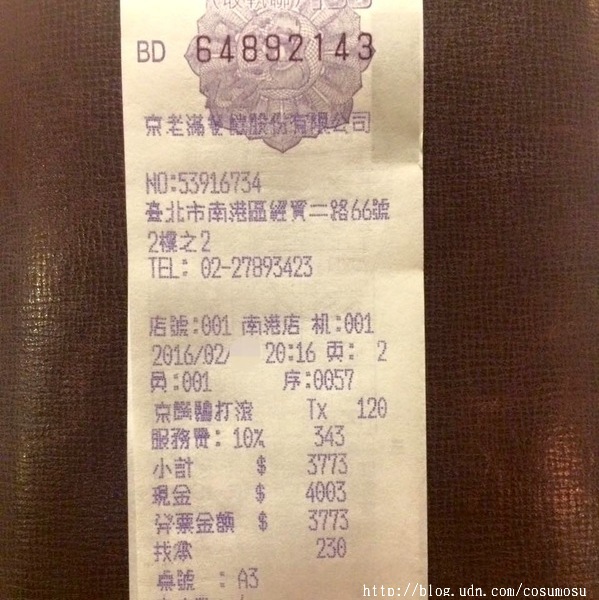 BD 64892143
京老滿餐館股份有限公司
NO:53916734
臺北市南港區經貿二路66號
2樓之2
TEL: 02-27893423
店號:001 南港店 机:001
2016/02/ 20:16 頁: 2
員:001 序:0057
京醬驢打滾 Tx 120
服務費: 10% 343
小計 $ 3773
現金 $ 4003
發票金額 $ 3773
找零 230
桌號 :A3
http://blog.udn.com/cosumosu